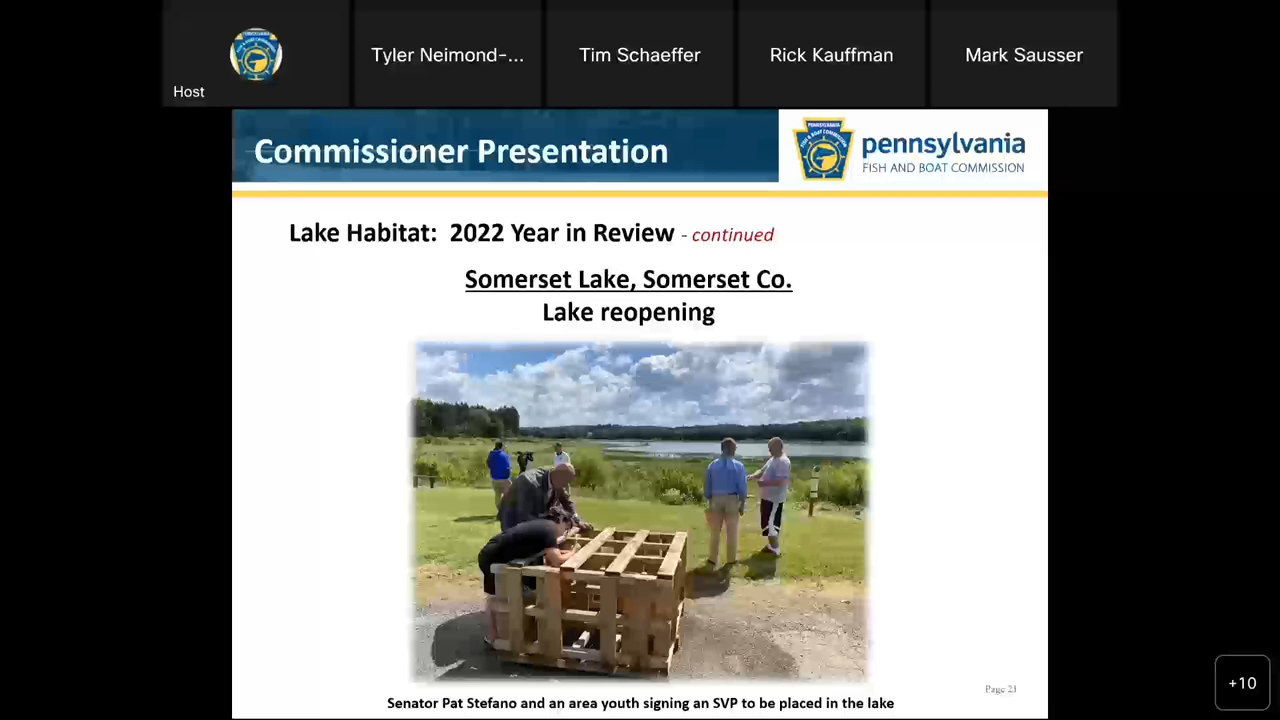 Host
Tyler Neimond-...
Tim Schaeffer
Rick Kauffman
Mark Sausser
Commissioner Presentation
pennsylvania
FISH AND BOAT COMMISSION
Lake Habitat: 2022 Year in Review - continued
Somerset Lake, Somerset Co.
Lake reopening
Page 21
Senator Pat Stefano and an area youth signing an SVP to be placed in the lake
+10